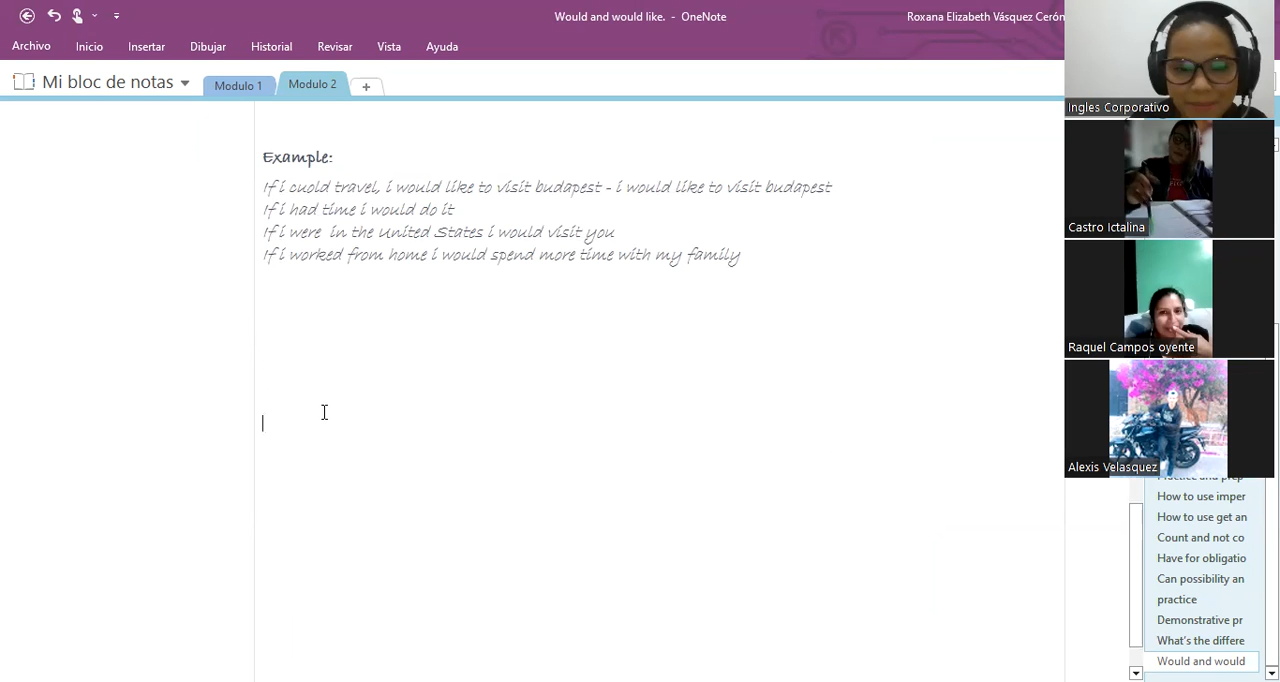 Would and would like. - OneNote
Roxana Elizabeth Vásquez Cerón
Archivo
Inicio
Insertar
Dibujar
Historial
Revisar
Vista
Ayuda
Mi bloc de notas
Modulo 1
Modulo 2
+
Example:
If i cuold travel, i would like to visit budapest - i would like to visit budapest
If i had time i would do it
If i were in the United States i would visit you
If i worked from home i would spend more time with my family
Ingles Corporativo
Castro Ictalina
Raquel Campos oyente
Alexis Velasquez
Practice and prep
How to use imper
How to use get an
Count and not co
Have for obligatio
Can possibility an
practice
Demonstrative pr
What's the differe
Would and would